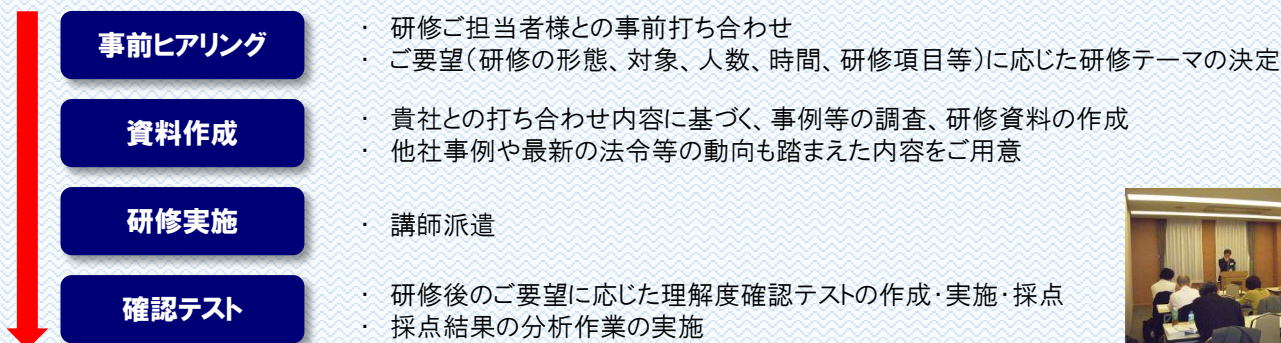 事前ヒアリング
・ 研修ご担当者様との事前打ち合わせ
・ ご要望(研修の形態、対象、人数、時間、研修項目等)に応じた研修テーマの決定
資料作成
・ 貴社との打ち合わせ内容に基づく、事例等の調査、研修資料の作成
・ 他社事例や最新の法令等の動向も踏まえた内容をご用意
研修実施
・ 講師派遣
確認テスト
・ 研修後のご要望に応じた理解度確認テストの作成・実施・採点
・ 採点結果の分析作業の実施